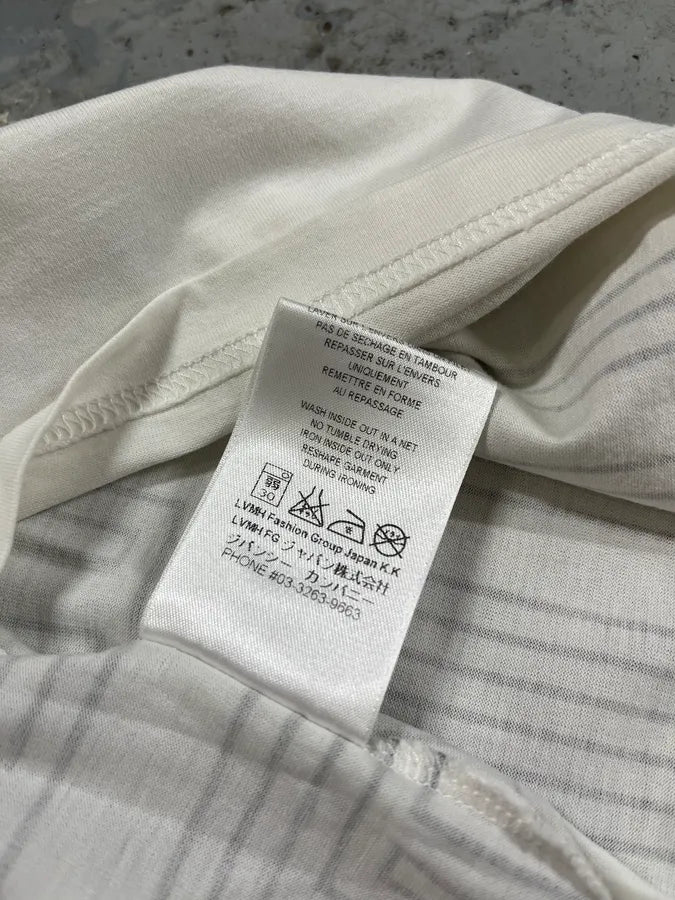 LAVER SUR L'ENVERS
PAS DE SECHAGE EN TAMBOUR
REPASSER SUR L'ENVERS
UNIQUEMENT
REMETTRE EN FORME
AU REPASSAGE
WASH INSIDE OUT IN A NET
NO TUMBLE DRYING
IRON INSIDE OUT ONLY
RESHAPE GARMENT
DURING IRONING
弱
30
LVMH Fashion Group Japan K.K
LVMH FG ジャパン株式会社
ジバンシー カンパニー
PHONE #03-3263-9663